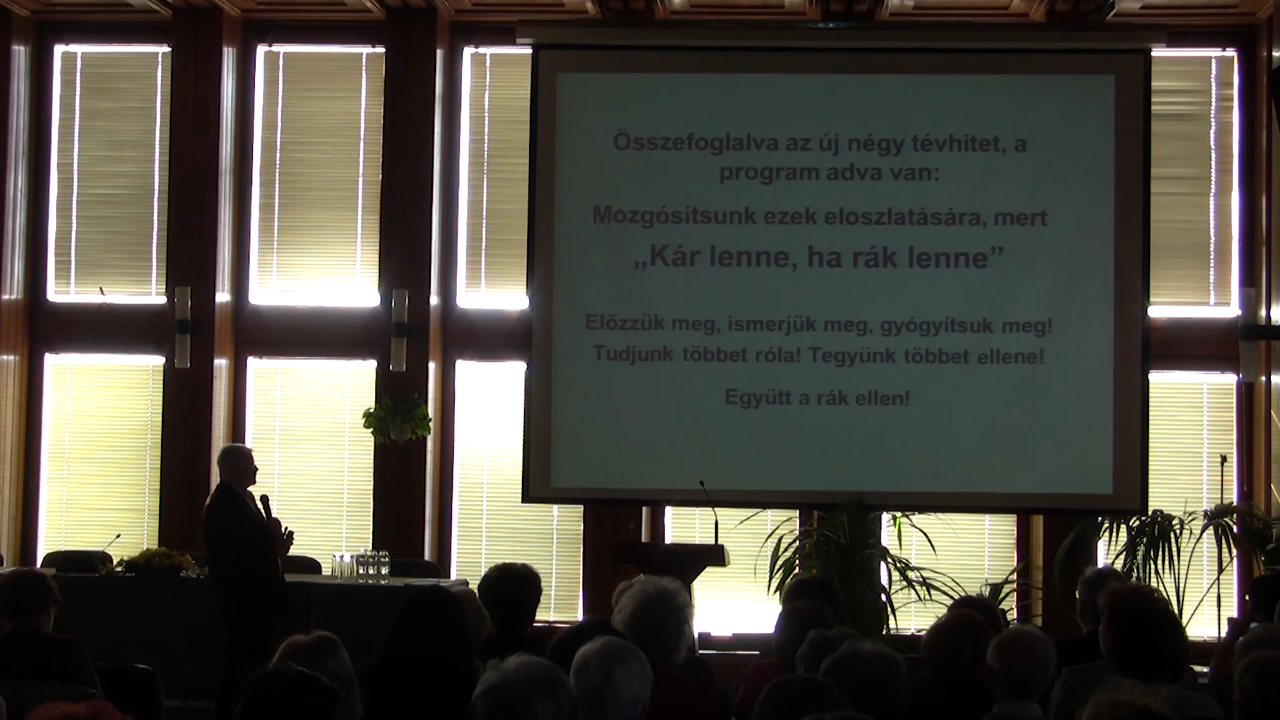 Összefoglalva az új négy tévhitet, a
program adva van:
Mozgósítsunk ezek eloszlatására, mert
„Kár lenne, ha rák lenne”
Előzzük meg, ismerjük meg, gyógyítsuk meg!
Tudjunk többet róla! Tegyünk többet ellene!
Együtt a rák ellen!